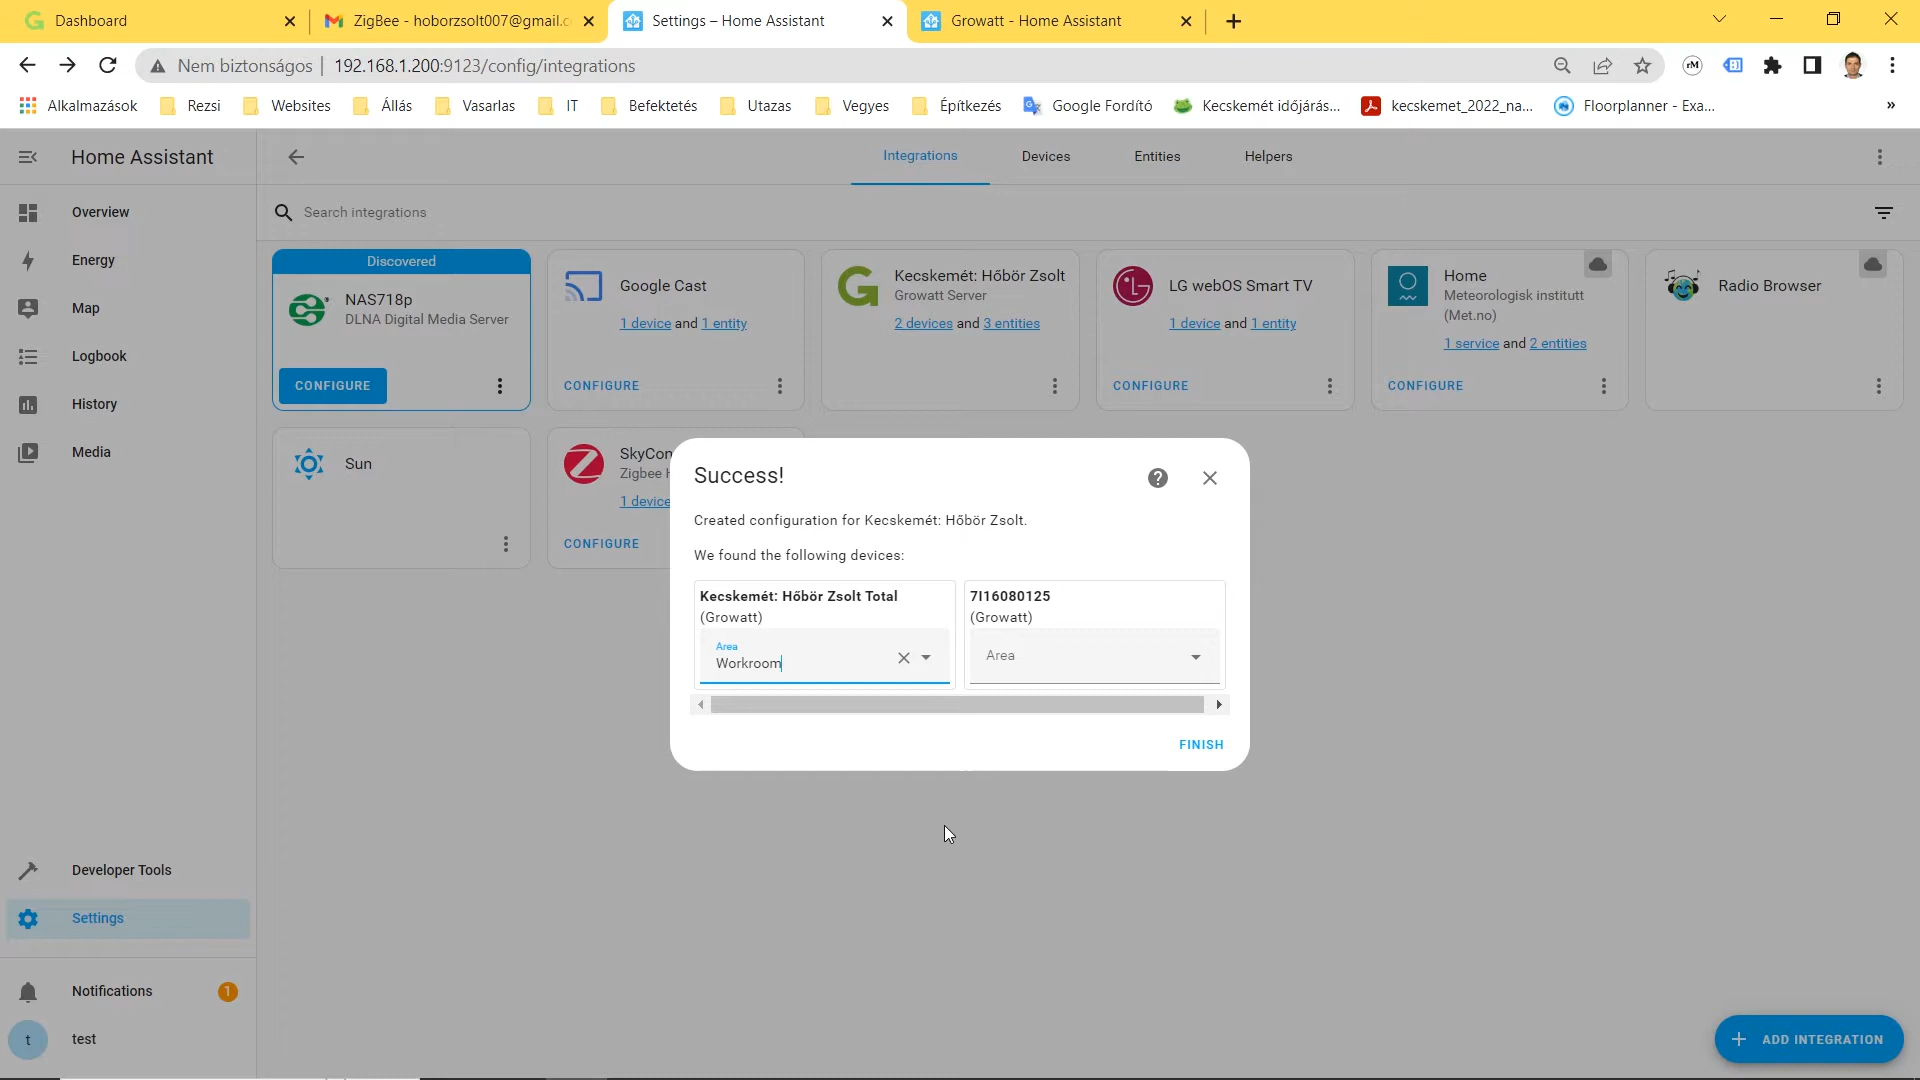 Dashboard
ZigBee - hoborzsolt007@gmail.c
Settings – Home Assistant
Growatt - Home Assistant
Nem biztonságos
192.168.1.200:9123/config/integrations
rM
Alkalmazások
Rezsi
Websites
Állás
Vasarlas
IT
Befektetés
Utazas
Vegyes
Építkezés
Google Fordító
Kecskemét időjárás...
kecskemet_2022_na...
Floorplanner - Exa...
»
Home Assistant
Integrations
Devices
Entities
Helpers
Overview
Energy
Map
Logbook
History
Media
Developer Tools
Settings
Notifications
1
t
test
Search integrations
Discovered
NAS718p
DLNA Digital Media Server
CONFIGURE
Google Cast
1 device and 1 entity
CONFIGURE
Kecskemét: Hőbör Zsolt
Growatt Server
2 devices and 3 entities
LG webOS Smart TV
1 device and 1 entity
CONFIGURE
Home
Meteorologisk institutt
(Met.no)
1 service and 2 entities
CONFIGURE
Radio Browser
Sun
SkyCon
Zigbee H
1 device
CONFIGURE
Success!
Created configuration for Kecskemét: Hőbör Zsolt.
We found the following devices:
Kecskemét: Hőbör Zsolt Total
(Growatt)
Area
Workroom
7I16080125
(Growatt)
Area
FINISH
ADD INTEGRATION